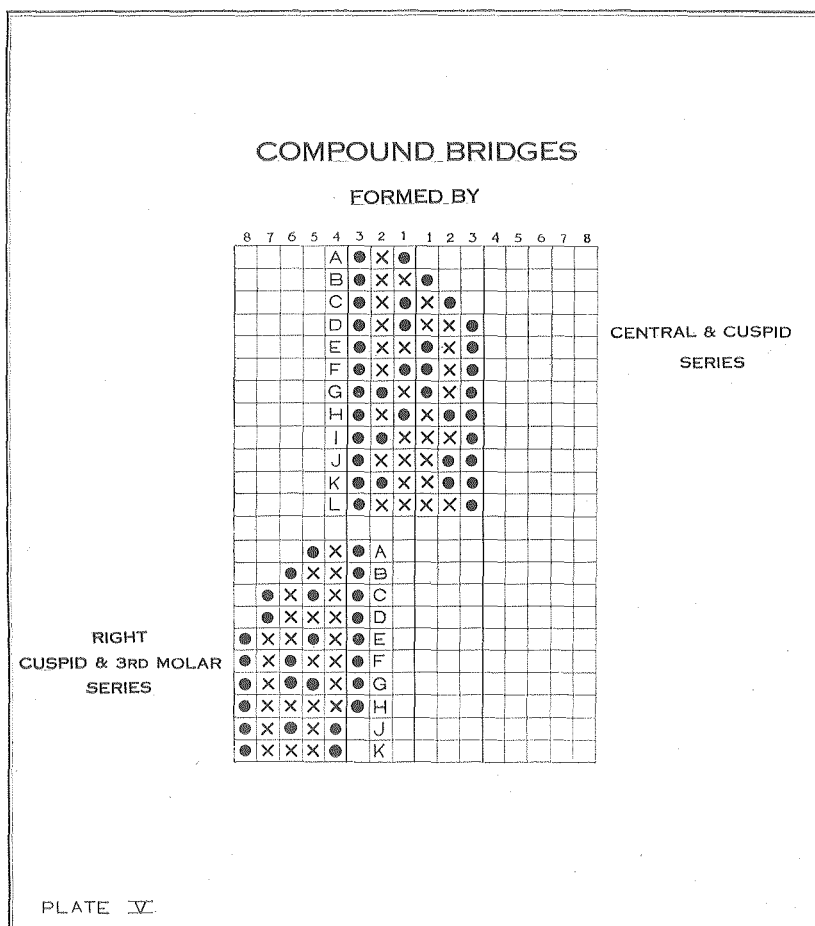 COMPOUND BRIDGES
FORMED BY
8 7 6 5 4 3 2 1 1 2 3 4 5 6 7 8
A ● X ●
B ● X X ●
C ● X ● X ●
D ● X ● X X ●
E ● X X ● X ●
F ● X ● ● X ●
G ● ● X ● X ●
H ● X ● X ● ●
I ● ● X X X ●
J ● X X X ● ●
K ● ● X X ● ●
L ● X X X X ●
CENTRAL & CUSPID
SERIES
● X ● A
● X X ● B
● X ● X ● C
● X X X ● D
● X X ● X ● E
● X ● X X ● F
● X ● ● X ● G
● X X X X ● H
● X ● X ● J
● X X X ● K
RIGHT
CUSPID & 3RD MOLAR
SERIES
PLATE V